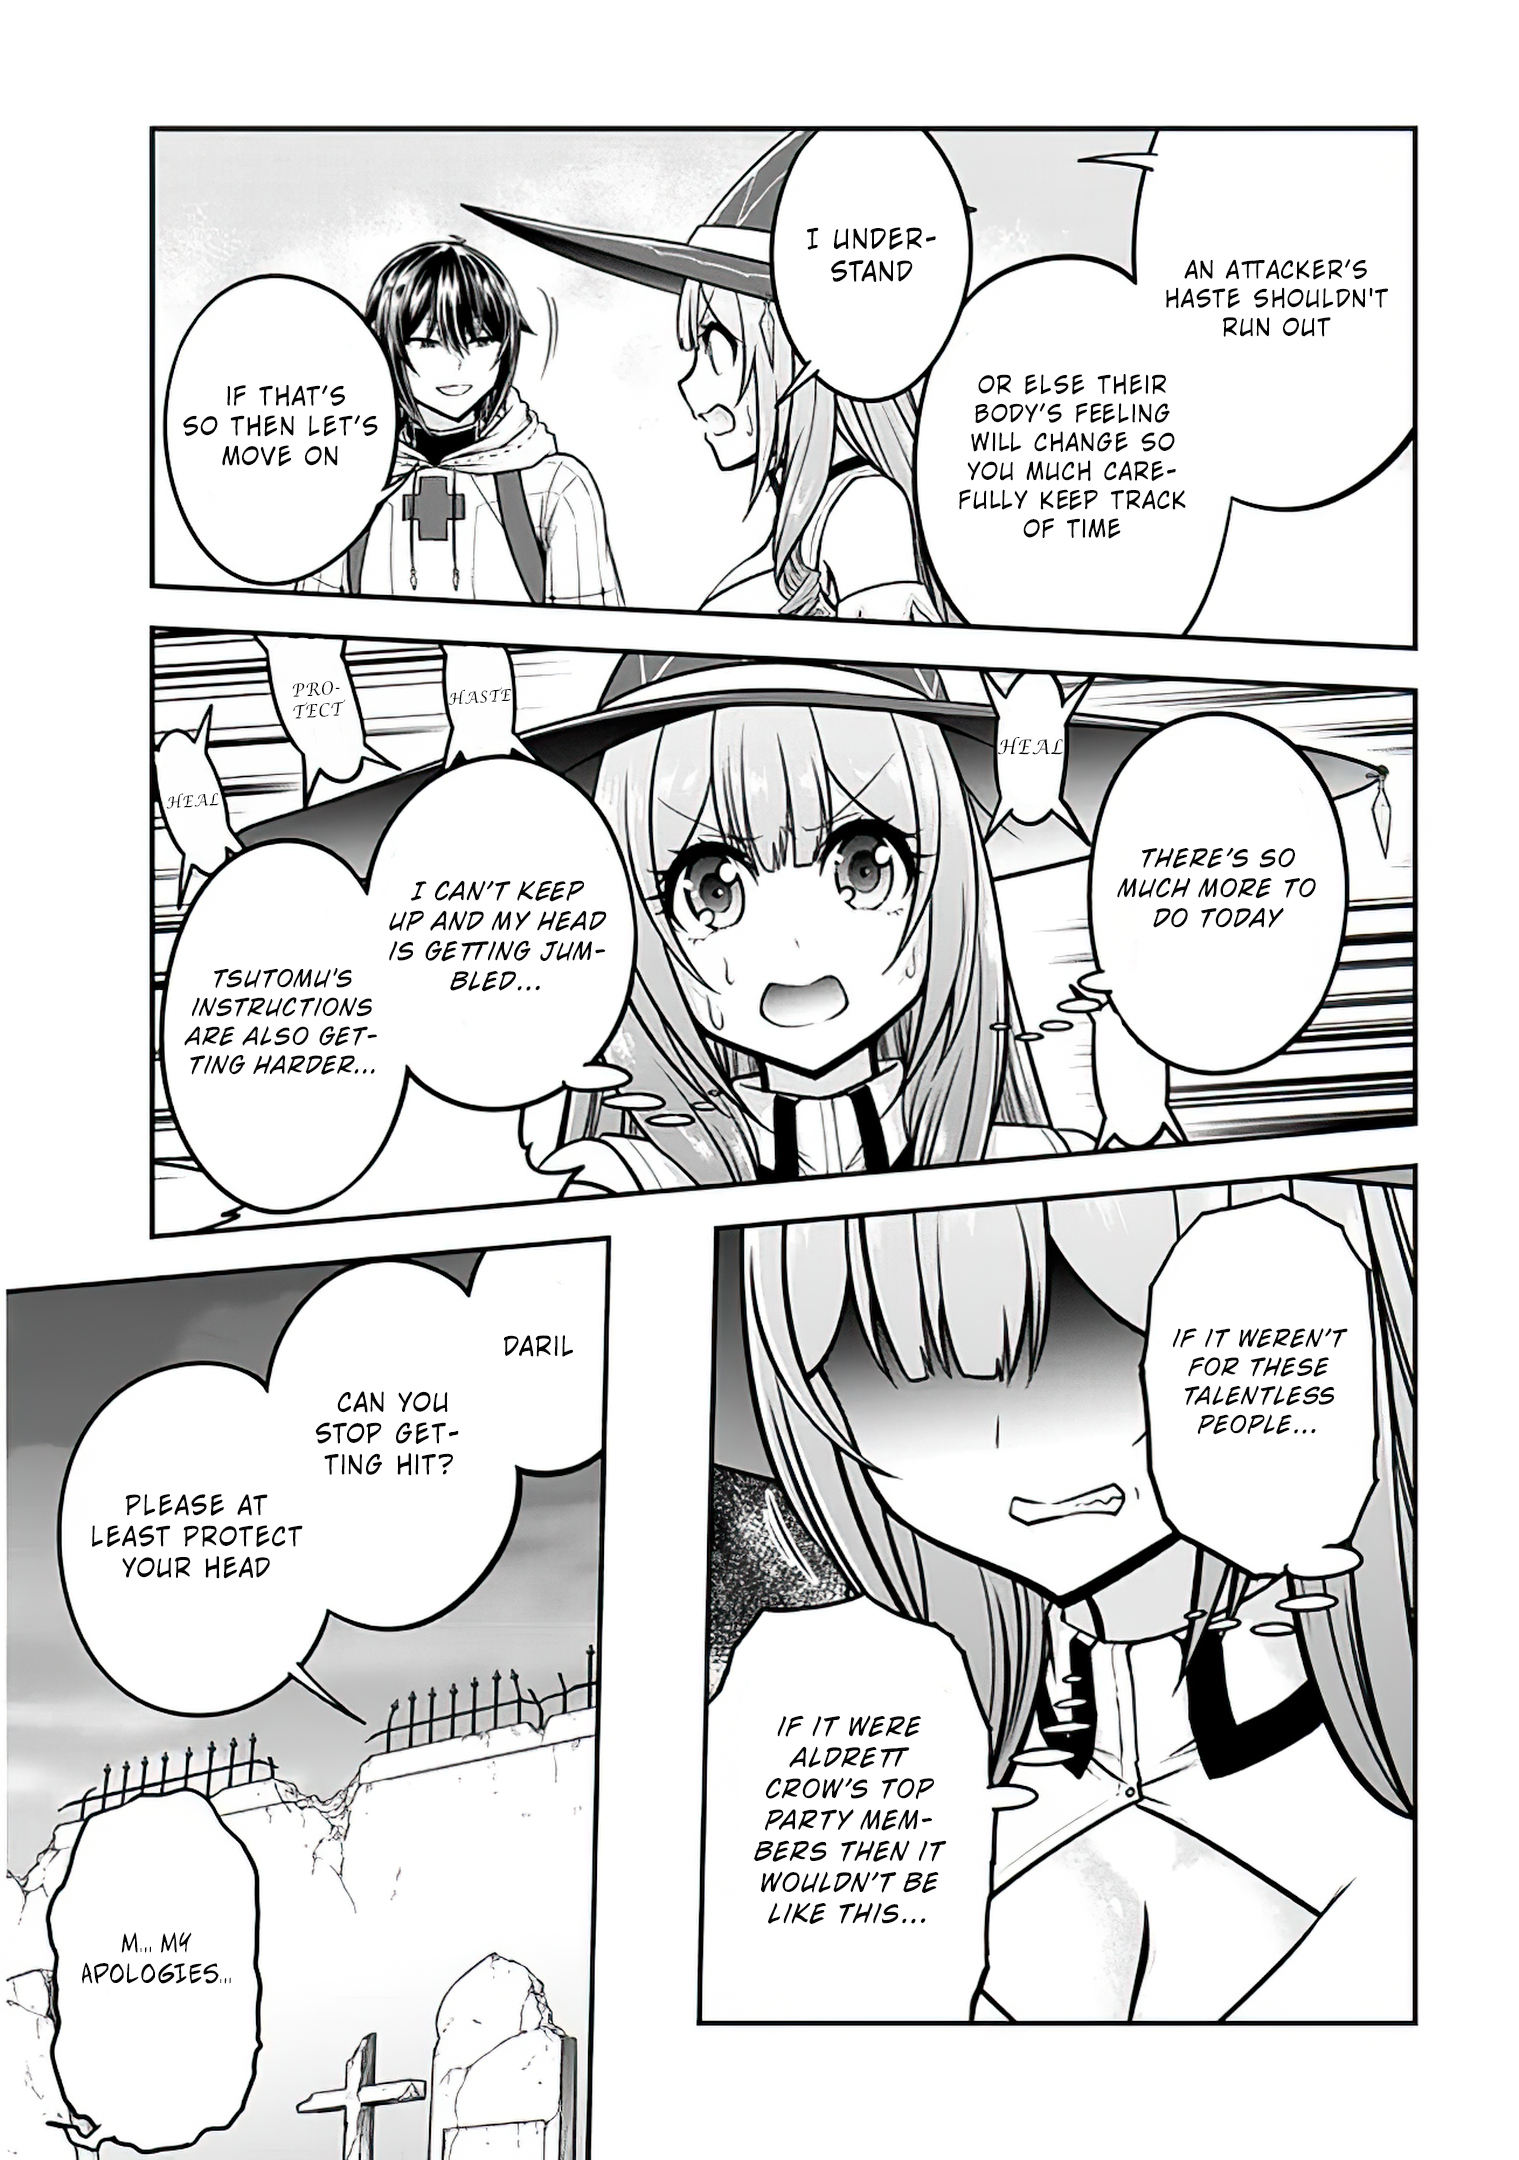 AN ATTACKER'S
HASTE SHOULDN'T
RUN OUT
OR ELSE THEIR
BODY'S FEELING
WILL CHANGE SO
YOU MUCH CARE-
FULLY KEEP TRACK
OF TIME
I UNDER-
STAND
IF THAT'S
SO THEN LET'S
MOVE ON
HEAL
THERE'S SO
MUCH MORE TO
DO TODAY
HASTE
PRO-
TECT
HEAL
I CAN'T KEEP
UP AND MY HEAD
IS GETTING JUM-
BLED...
TSUTOMU'S
INSTRUCTIONS
ARE ALSO GET-
TING HARDER...
IF IT WEREN'T
FOR THESE
TALENTLESS
PEOPLE...
IF IT WERE
ALDRETT
CROW'S TOP
PARTY MEM-
BERS THEN IT
WOULDN'T BE
LIKE THIS...
DARIL
CAN YOU
STOP GET-
TING HIT?
PLEASE AT
LEAST PROTECT
YOUR HEAD
M... MY
APOLOGIES...